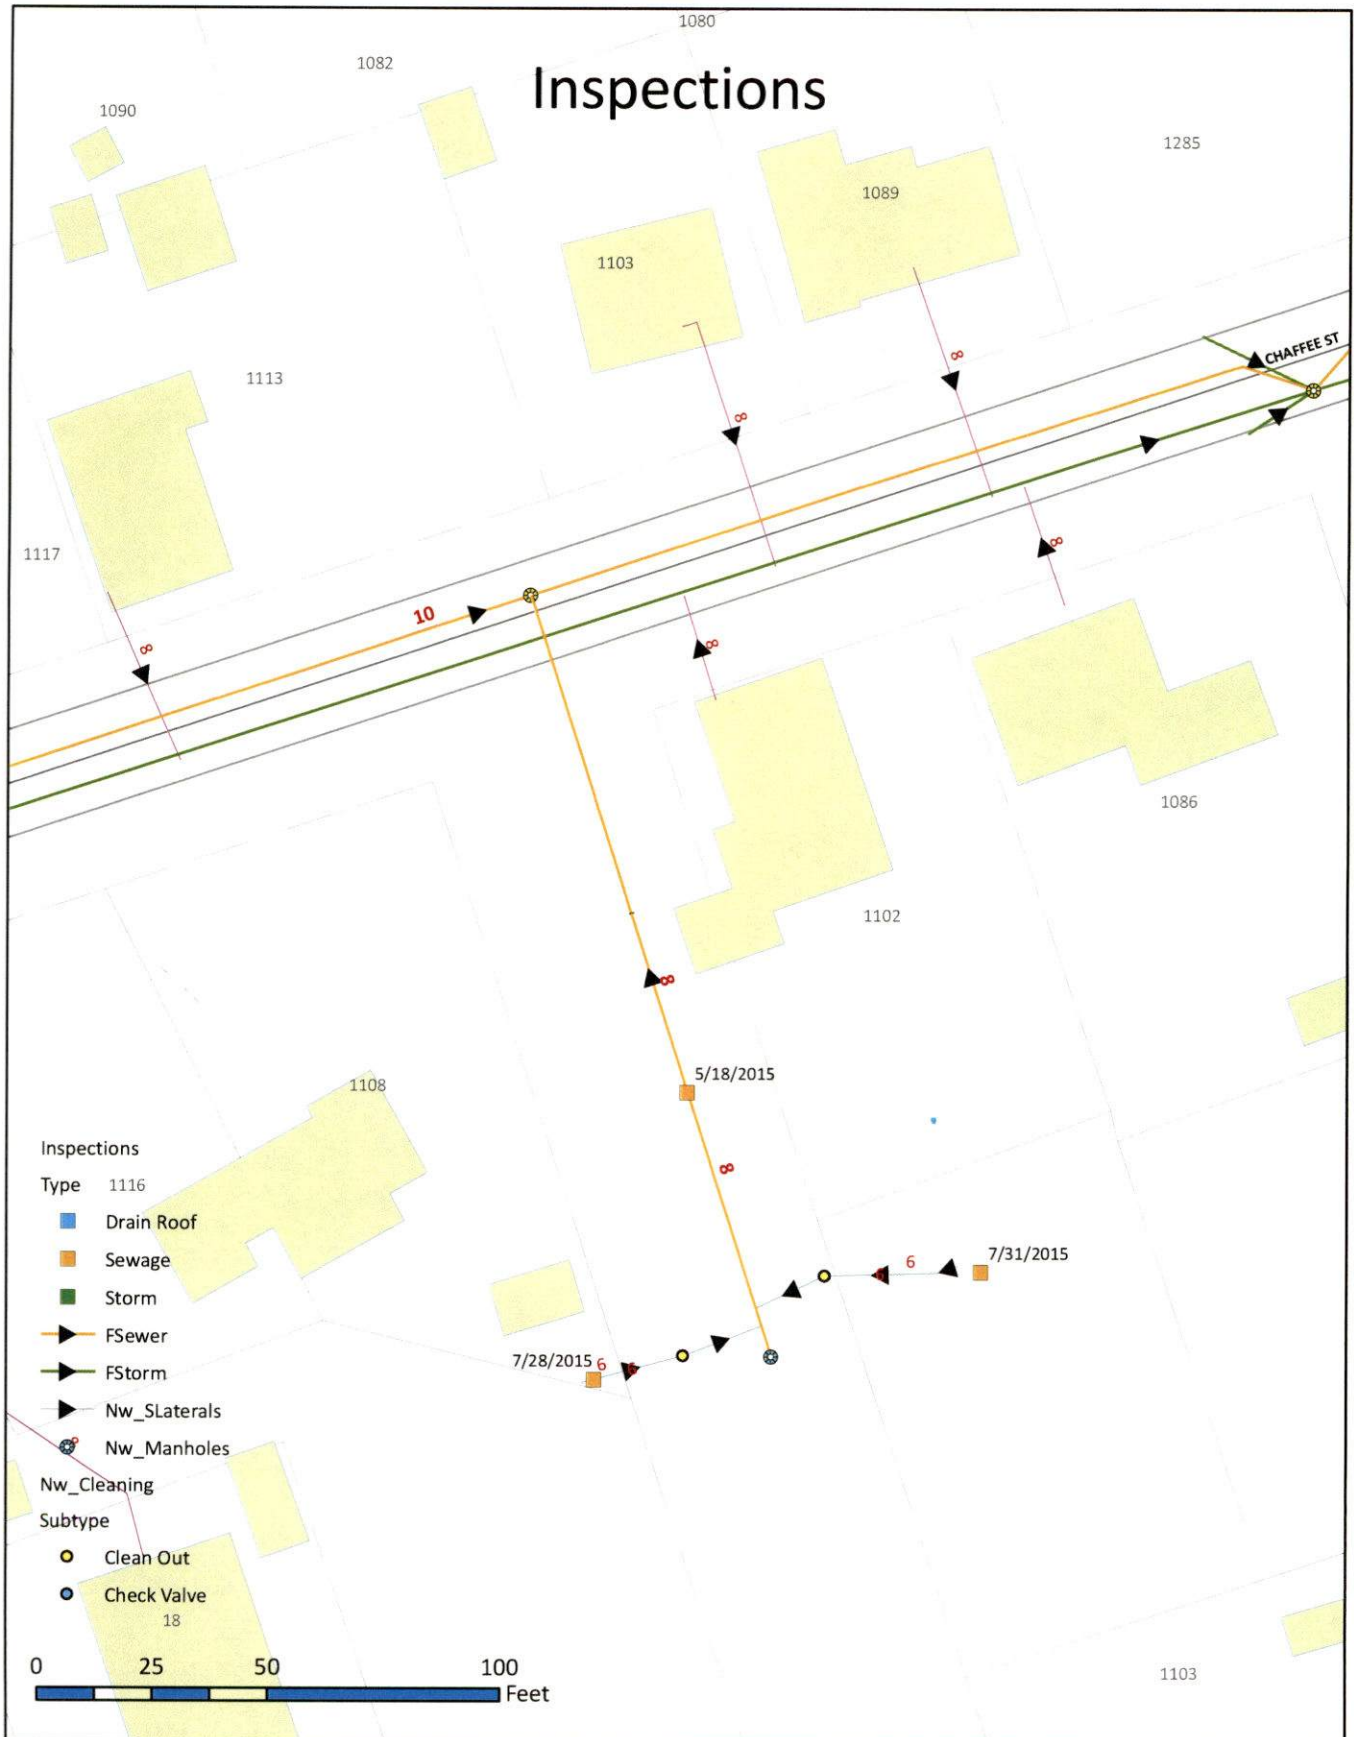 1080
1082
Inspections
1090
1285
1089
1103
CHAFFEE ST
8
1113
8
1117
8
10
8
8
1086
1102
8
5/18/2015
1108
Inspections
8
Type 1116
Drain Roof
7/31/2015
6
Sewage
6
Storm
FSewer
7/28/2015 6
6
FStorm
Nw_SLaterals
Nw_Manholes
Nw_Cleaning
Subtype
Clean Out
Check Valve
18
0 25 50 100
Feet
1103